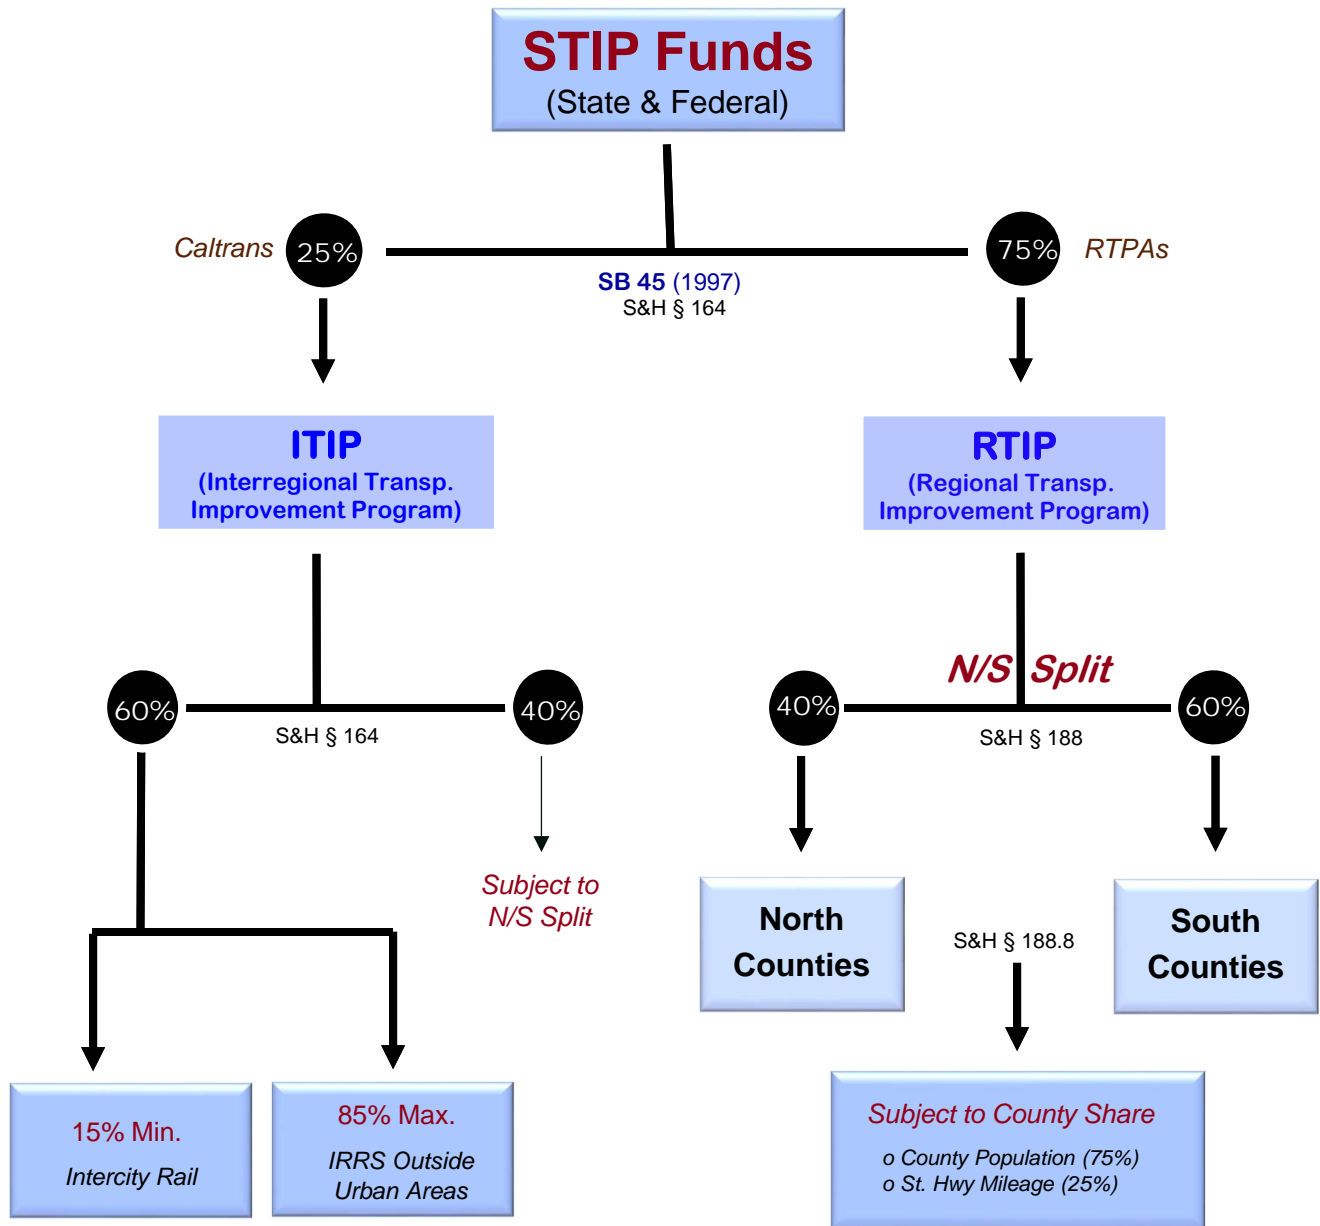 STIP Funds
(State & Federal)
Caltrans
25%
75%
RTPAs
SB 45 (1997)
S&H § 164
ITIP
(Interregional Transp.
Improvement Program)
RTIP
(Regional Transp.
Improvement Program)
N/S Split
60%
40%
S&H § 164
40%
60%
S&H § 188
Subject to
N/S Split
North
Counties
S&H § 188.8
South
Counties
15% Min.
Intercity Rail
85% Max.
IRRS Outside
Urban Areas
Subject to County Share
o County Population (75%)
o St. Hwy Mileage (25%)